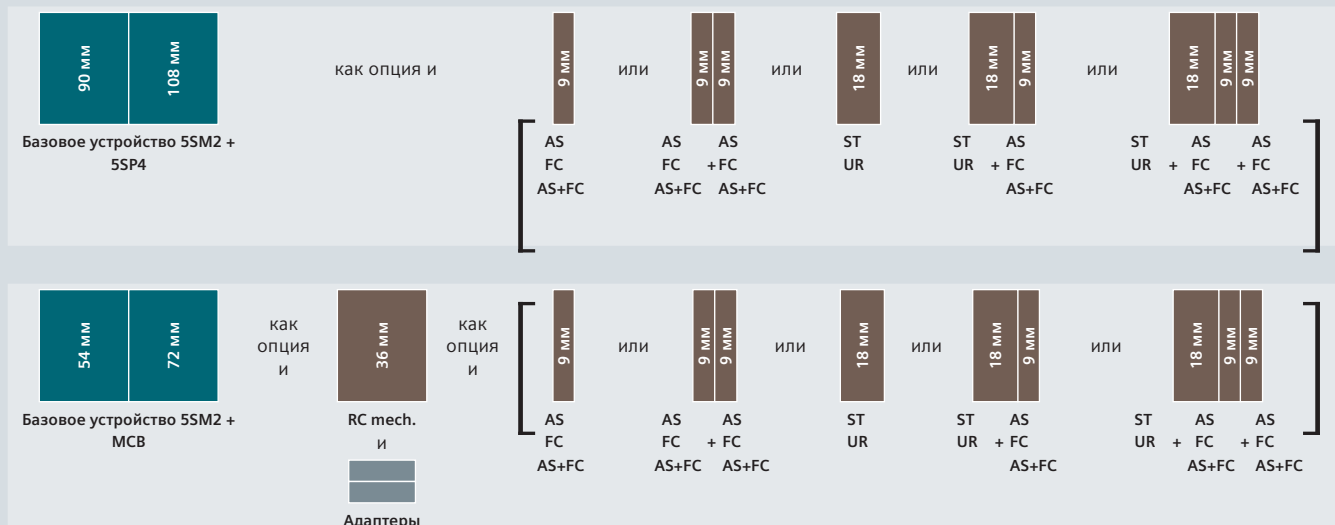 90 мм 108 мм как опция и 9 мм или 9 мм 9 мм или 18 мм или 18 мм 9 мм или 18 мм 9 мм 9 мм
Базовое устройство 5SM2 + AS AS AS ST ST AS ST AS AS
5SP4 FC FC + FC UR UR + FC UR + FC + FC
AS+FC AS+FC AS+FC AS+FC AS+FC AS+FC
54 мм 72 мм как опция и 36 мм как опция и 9 мм или 9 мм 9 мм или 18 мм или 18 мм 9 мм или 18 мм 9 мм 9 мм
Базовое устройство 5SM2 + RC mech. AS AS AS ST ST AS ST AS AS
MCB и FC FC + FC UR UR + FC UR + FC + FC
AS+FC AS+FC AS+FC AS+FC AS+FC AS+FC
Адаптеры